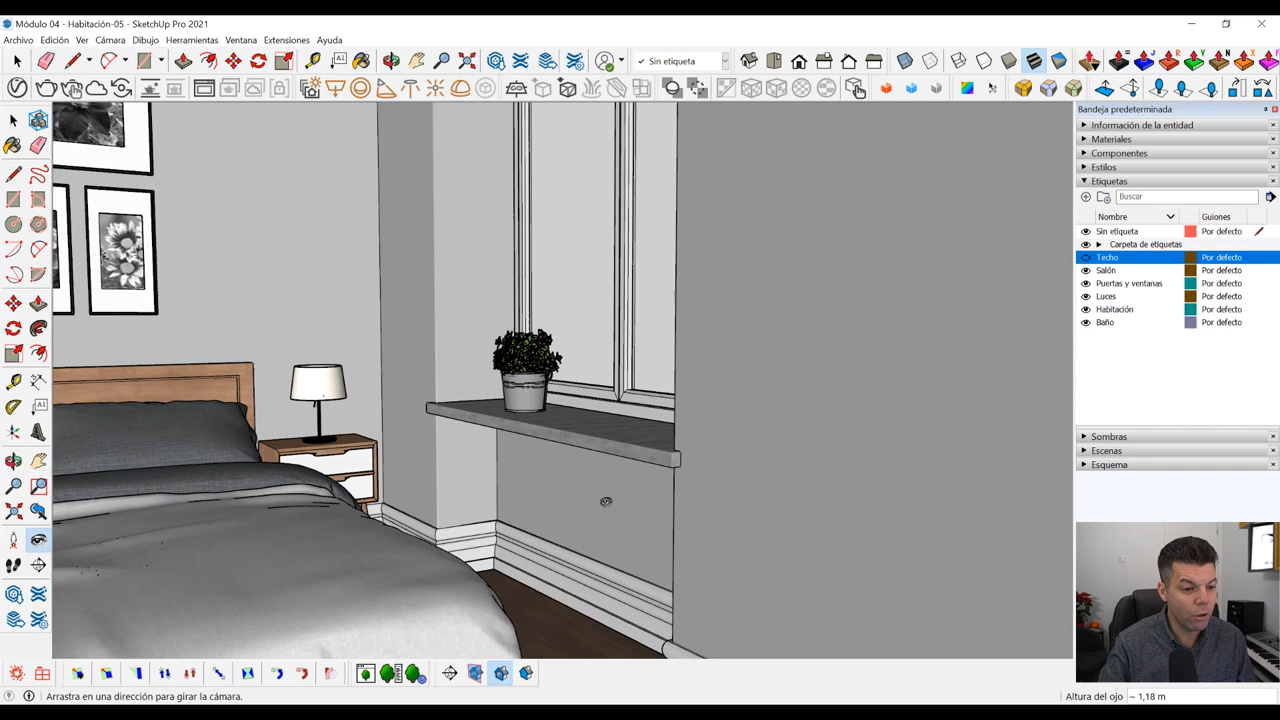 Módulo 04 - Habitación-05 - SketchUp Pro 2021
Archivo Edición Ver Cámara Dibujo Herramientas Ventana Extensiones Ayuda
Sin etiqueta
Bandeja predeterminada
Información de la entidad
Materiales
Componentes
Estilos
Etiquetas
Buscar
Nombre Guiones
Sin etiqueta Por defecto
Carpeta de etiquetas
Techo Por defecto
Salón Por defecto
Puertas y ventanas Por defecto
Luces Por defecto
Habitación Por defecto
Baño Por defecto
Sombras
Escenas
Esquema
Arrastra en una dirección para girar la cámara.
Altura del ojo ~ 1,18 m